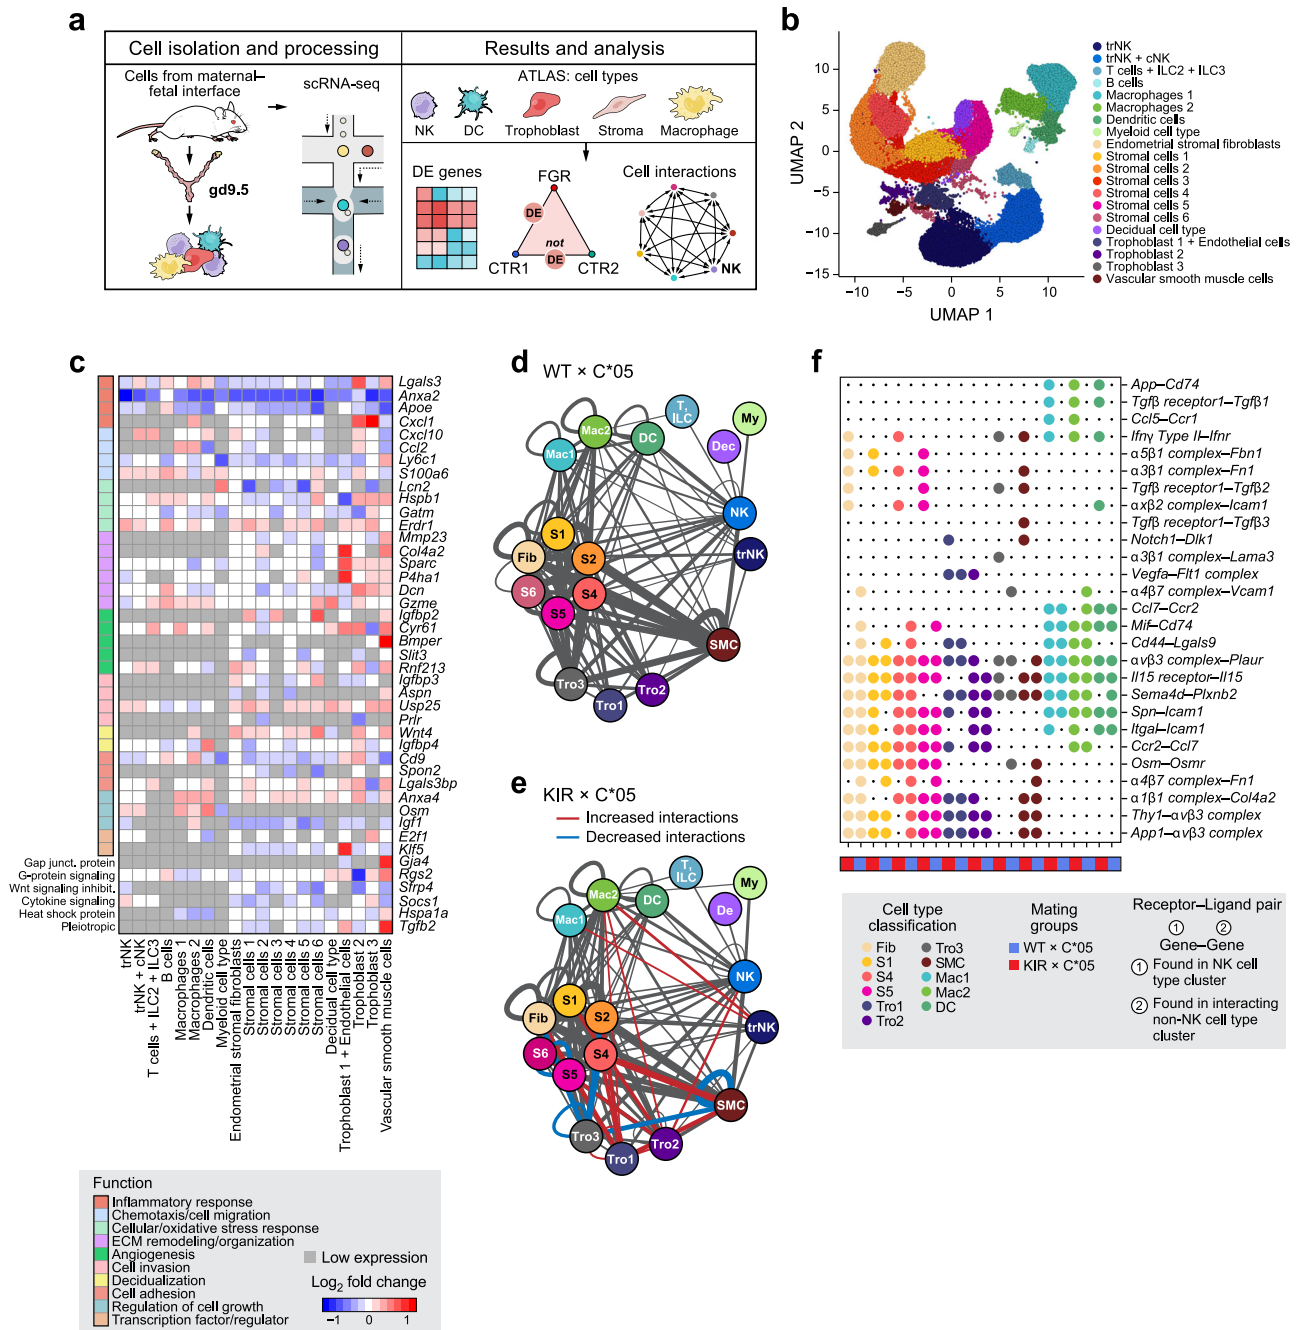 a
Cell isolation and processing
Results and analysis
Cells from maternal–
fetal interface
scRNA-seq
gd9.5
ATLAS: cell types
NK
DC
Trophoblast
Stroma
Macrophage
DE genes
FGR
DE
not
DE
CTR1
CTR2
Cell interactions
NK
b
UMAP 2
10
5
0
−5
−10
−15
−10
−5
0
5
10
UMAP 1
trNK
trNK + cNK
T cells + ILC2 + ILC3
B cells
Macrophages 1
Macrophages 2
Dendritic cells
Myeloid cell type
Endometrial stromal fibroblasts
Stromal cells 1
Stromal cells 2
Stromal cells 3
Stromal cells 4
Stromal cells 5
Stromal cells 6
Decidual cell type
Trophoblast 1 + Endothelial cells
Trophoblast 2
Trophoblast 3
Vascular smooth muscle cells
c
Lgals3
Anxa2
Apoe
Cxcl1
Cxcl10
Ccl2
Ly6c1
S100a6
Lcn2
Hspb1
Gatm
Erdr1
Mmp23
Col4a2
Sparc
P4ha1
Dcn
Gzme
Igfbp2
Cyr61
Bmper
Slit3
Rnf213
Igfbp3
Aspn
Usp25
Prlr
Wnt4
Igfbp4
Cd9
Spon2
Lgals3bp
Anxa4
Osm
Igf1
E2f1
Klf5
Gap junct. protein Gja4
G-protein signaling Rgs2
Wnt signaling inhibit. Sfrp4
Cytokine signaling Socs1
Heat shock protein Hspa1a
Pleiotropic Tgfb2
trNK
trNK + cNK
T cells + ILC2 + ILC3
B cells
Macrophages 1
Macrophages 2
Dendritic cells
Myeloid cell type
Endometrial stromal fibroblasts
Stromal cells 1
Stromal cells 2
Stromal cells 3
Stromal cells 4
Stromal cells 5
Stromal cells 6
Decidual cell type
Trophoblast 1 + Endothelial cells
Trophoblast 2
Trophoblast 3
Vascular smooth muscle cells
Function
Inflammatory response
Chemotaxis/cell migration
Cellular/oxidative stress response
ECM remodeling/organization
Angiogenesis
Cell invasion
Decidualization
Cell adhesion
Regulation of cell growth
Transcription factor/regulator
Low expression
Log2 fold change
−1
0
1
d
WT × C*05
T,
ILC
My
Mac2
DC
Dec
Mac1
NK
S1
Fib
S2
trNK
S6
S4
S5
SMC
Tro3
Tro2
Tro1
e
KIR × C*05
Increased interactions
Decreased interactions
T,
ILC
My
Mac2
DC
De
Mac1
NK
S1
Fib
S2
trNK
S6
S4
S5
SMC
Tro3
Tro2
Tro1
f
App–Cd74
Tgfβ receptor1–Tgfβ1
Ccl5–Ccr1
Ifnγ Type II–Ifnr
α5β1 complex–Fbn1
α3β1 complex–Fn1
Tgfβ receptor1–Tgfβ2
αxβ2 complex–Icam1
Tgfβ receptor1–Tgfβ3
Notch1–Dlk1
α3β1 complex–Lama3
Vegfa–Flt1 complex
α4β7 complex–Vcam1
Ccl7–Ccr2
Mif–Cd74
Cd44–Lgals9
αvβ3 complex–Plaur
Il15 receptor–Il15
Sema4d–Plxnb2
Spn–Icam1
Itgal–Icam1
Ccr2–Ccl7
Osm–Osmr
α4β7 complex–Fn1
α1β1 complex–Col4a2
Thy1–αvβ3 complex
App1–αvβ3 complex
Cell type
classification
Fib
S1
S4
S5
Tro1
Tro2
Tro3
SMC
Mac1
Mac2
DC
Mating
groups
WT × C*05
KIR × C*05
Receptor–Ligand pair
1 2
Gene–Gene
1 Found in NK cell
type cluster
2 Found in interacting
non-NK cell type
cluster